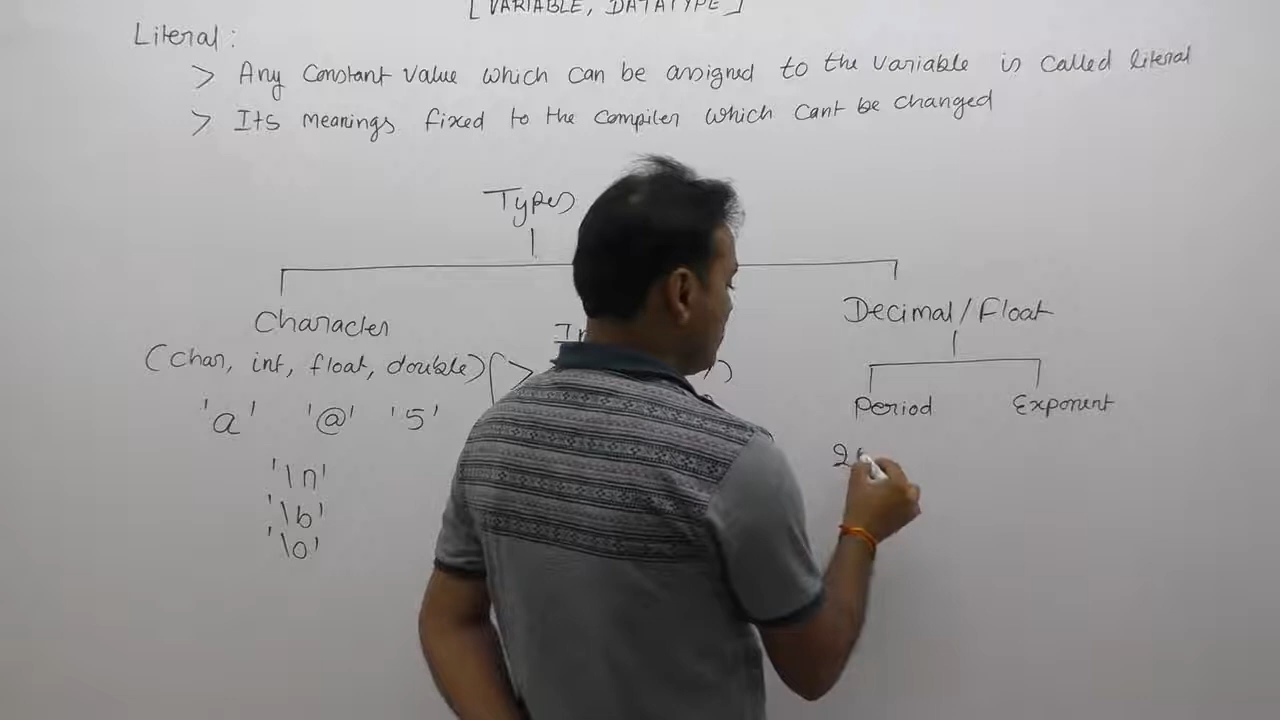 [VARIABLE, DATATYPE]
Literal:
> Any Constant value which can be assigned to the variable is called literal
> Its meanings fixed to the compiler which cant be changed
Types
Character
Decimal/Float
(char, int, float, double)
>
)
Period
Exponent
'a' '@' '5'
'\n'
'\b'
'\0'